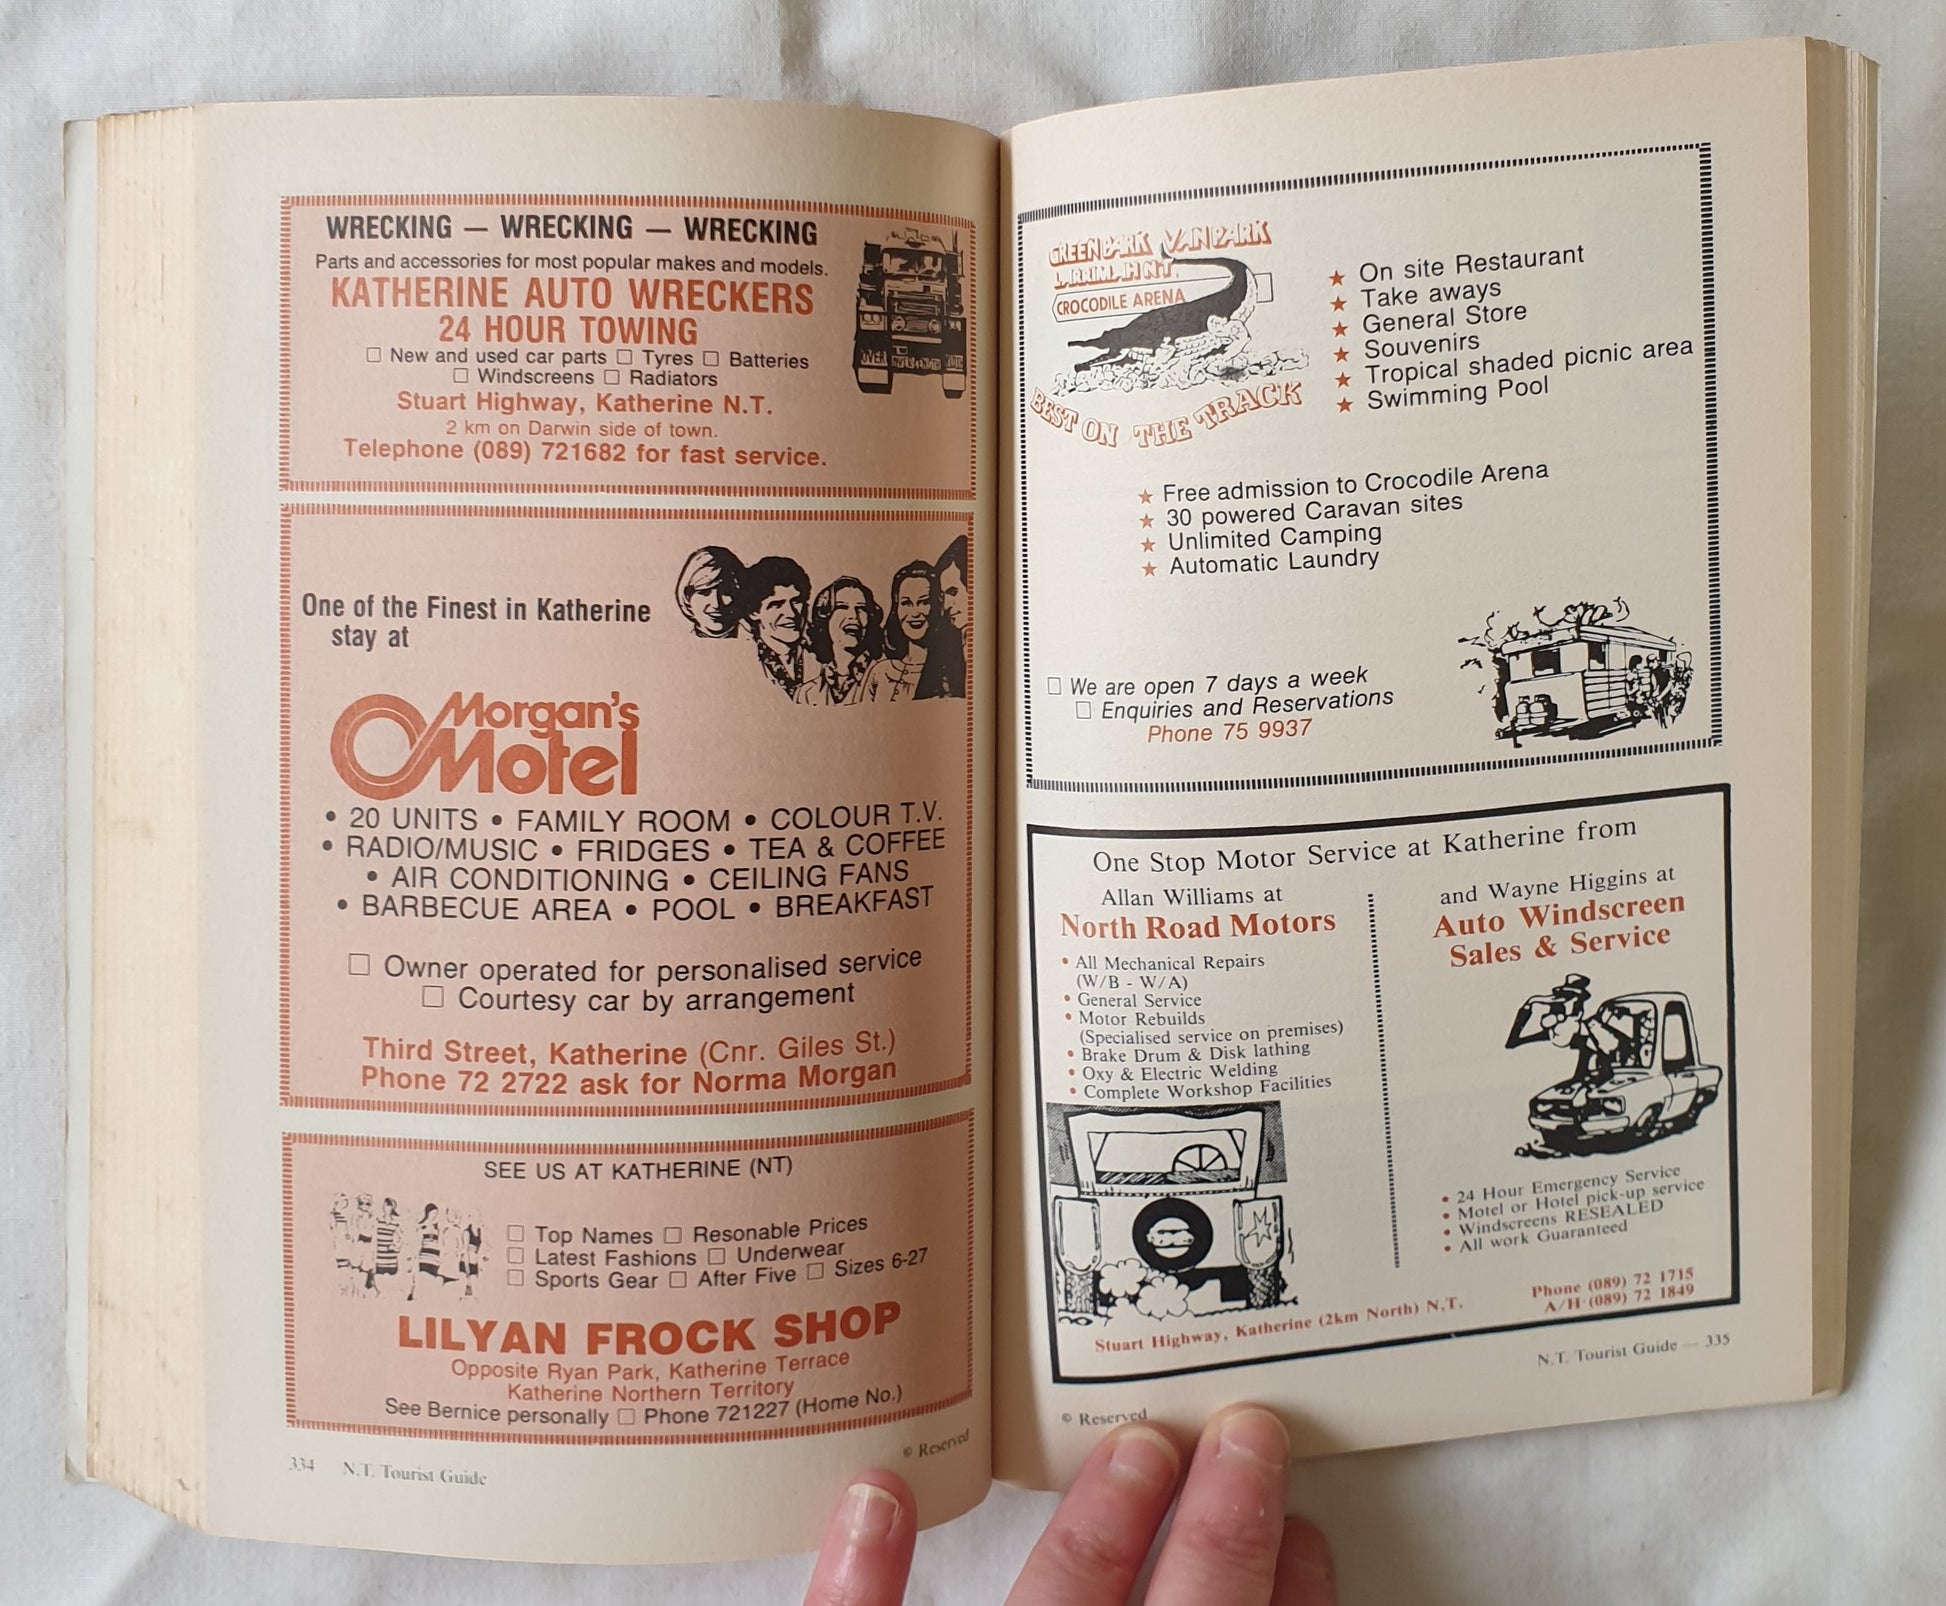 WRECKING — WRECKING — WRECKING
Parts and accessories for most popular makes and models.
KATHERINE AUTO WRECKERS
24 HOUR TOWING
□ New and used car parts □ Tyres □ Batteries
□ Windscreens □ Radiators
Stuart Highway, Katherine N.T.
2 km on Darwin side of town.
Telephone (089) 721682 for fast service.
One of the Finest in Katherine
stay at
Morgan's
Motel
• 20 UNITS • FAMILY ROOM • COLOUR T.V.
• RADIO/MUSIC • FRIDGES • TEA & COFFEE
• AIR CONDITIONING • CEILING FANS
• BARBECUE AREA • POOL • BREAKFAST
□ Owner operated for personalised service
□ Courtesy car by arrangement
Third Street, Katherine (Cnr. Giles St.)
Phone 72 2722 ask for Norma Morgan
SEE US AT KATHERINE (NT)
□ Top Names □ Resonable Prices
□ Latest Fashions □ Underwear
□ Sports Gear □ After Five □ Sizes 6-27
LILYAN FROCK SHOP
Opposite Ryan Park, Katherine Terrace
Katherine Northern Territory
See Bernice personally □ Phone 721227 (Home No.)
© Reserved
334 N.T. Tourist Guide
GREEN PARK VAN PARK
LARRIMAH N.T.
CROCODILE ARENA
BEST ON THE TRACK
★ On site Restaurant
★ Take aways
★ General Store
★ Souvenirs
★ Tropical shaded picnic area
★ Swimming Pool
★ Free admission to Crocodile Arena
★ 30 powered Caravan sites
★ Unlimited Camping
★ Automatic Laundry
□ We are open 7 days a week
□ Enquiries and Reservations
Phone 75 9937
One Stop Motor Service at Katherine from
Allan Williams at
North Road Motors
• All Mechanical Repairs
(W/B - W/A)
• General Service
• Motor Rebuilds
(Specialised service on premises)
• Brake Drum & Disk lathing
• Oxy & Electric Welding
• Complete Workshop Facilities
and Wayne Higgins at
Auto Windscreen
Sales & Service
• 24 Hour Emergency Service
• Motel or Hotel pick-up service
• Windscreens RESEALED
• All work Guaranteed
Phone (089) 72 1715
A/H (089) 72 1849
Stuart Highway, Katherine (2km North) N.T.
N.T. Tourist Guide — 335
© Reserved